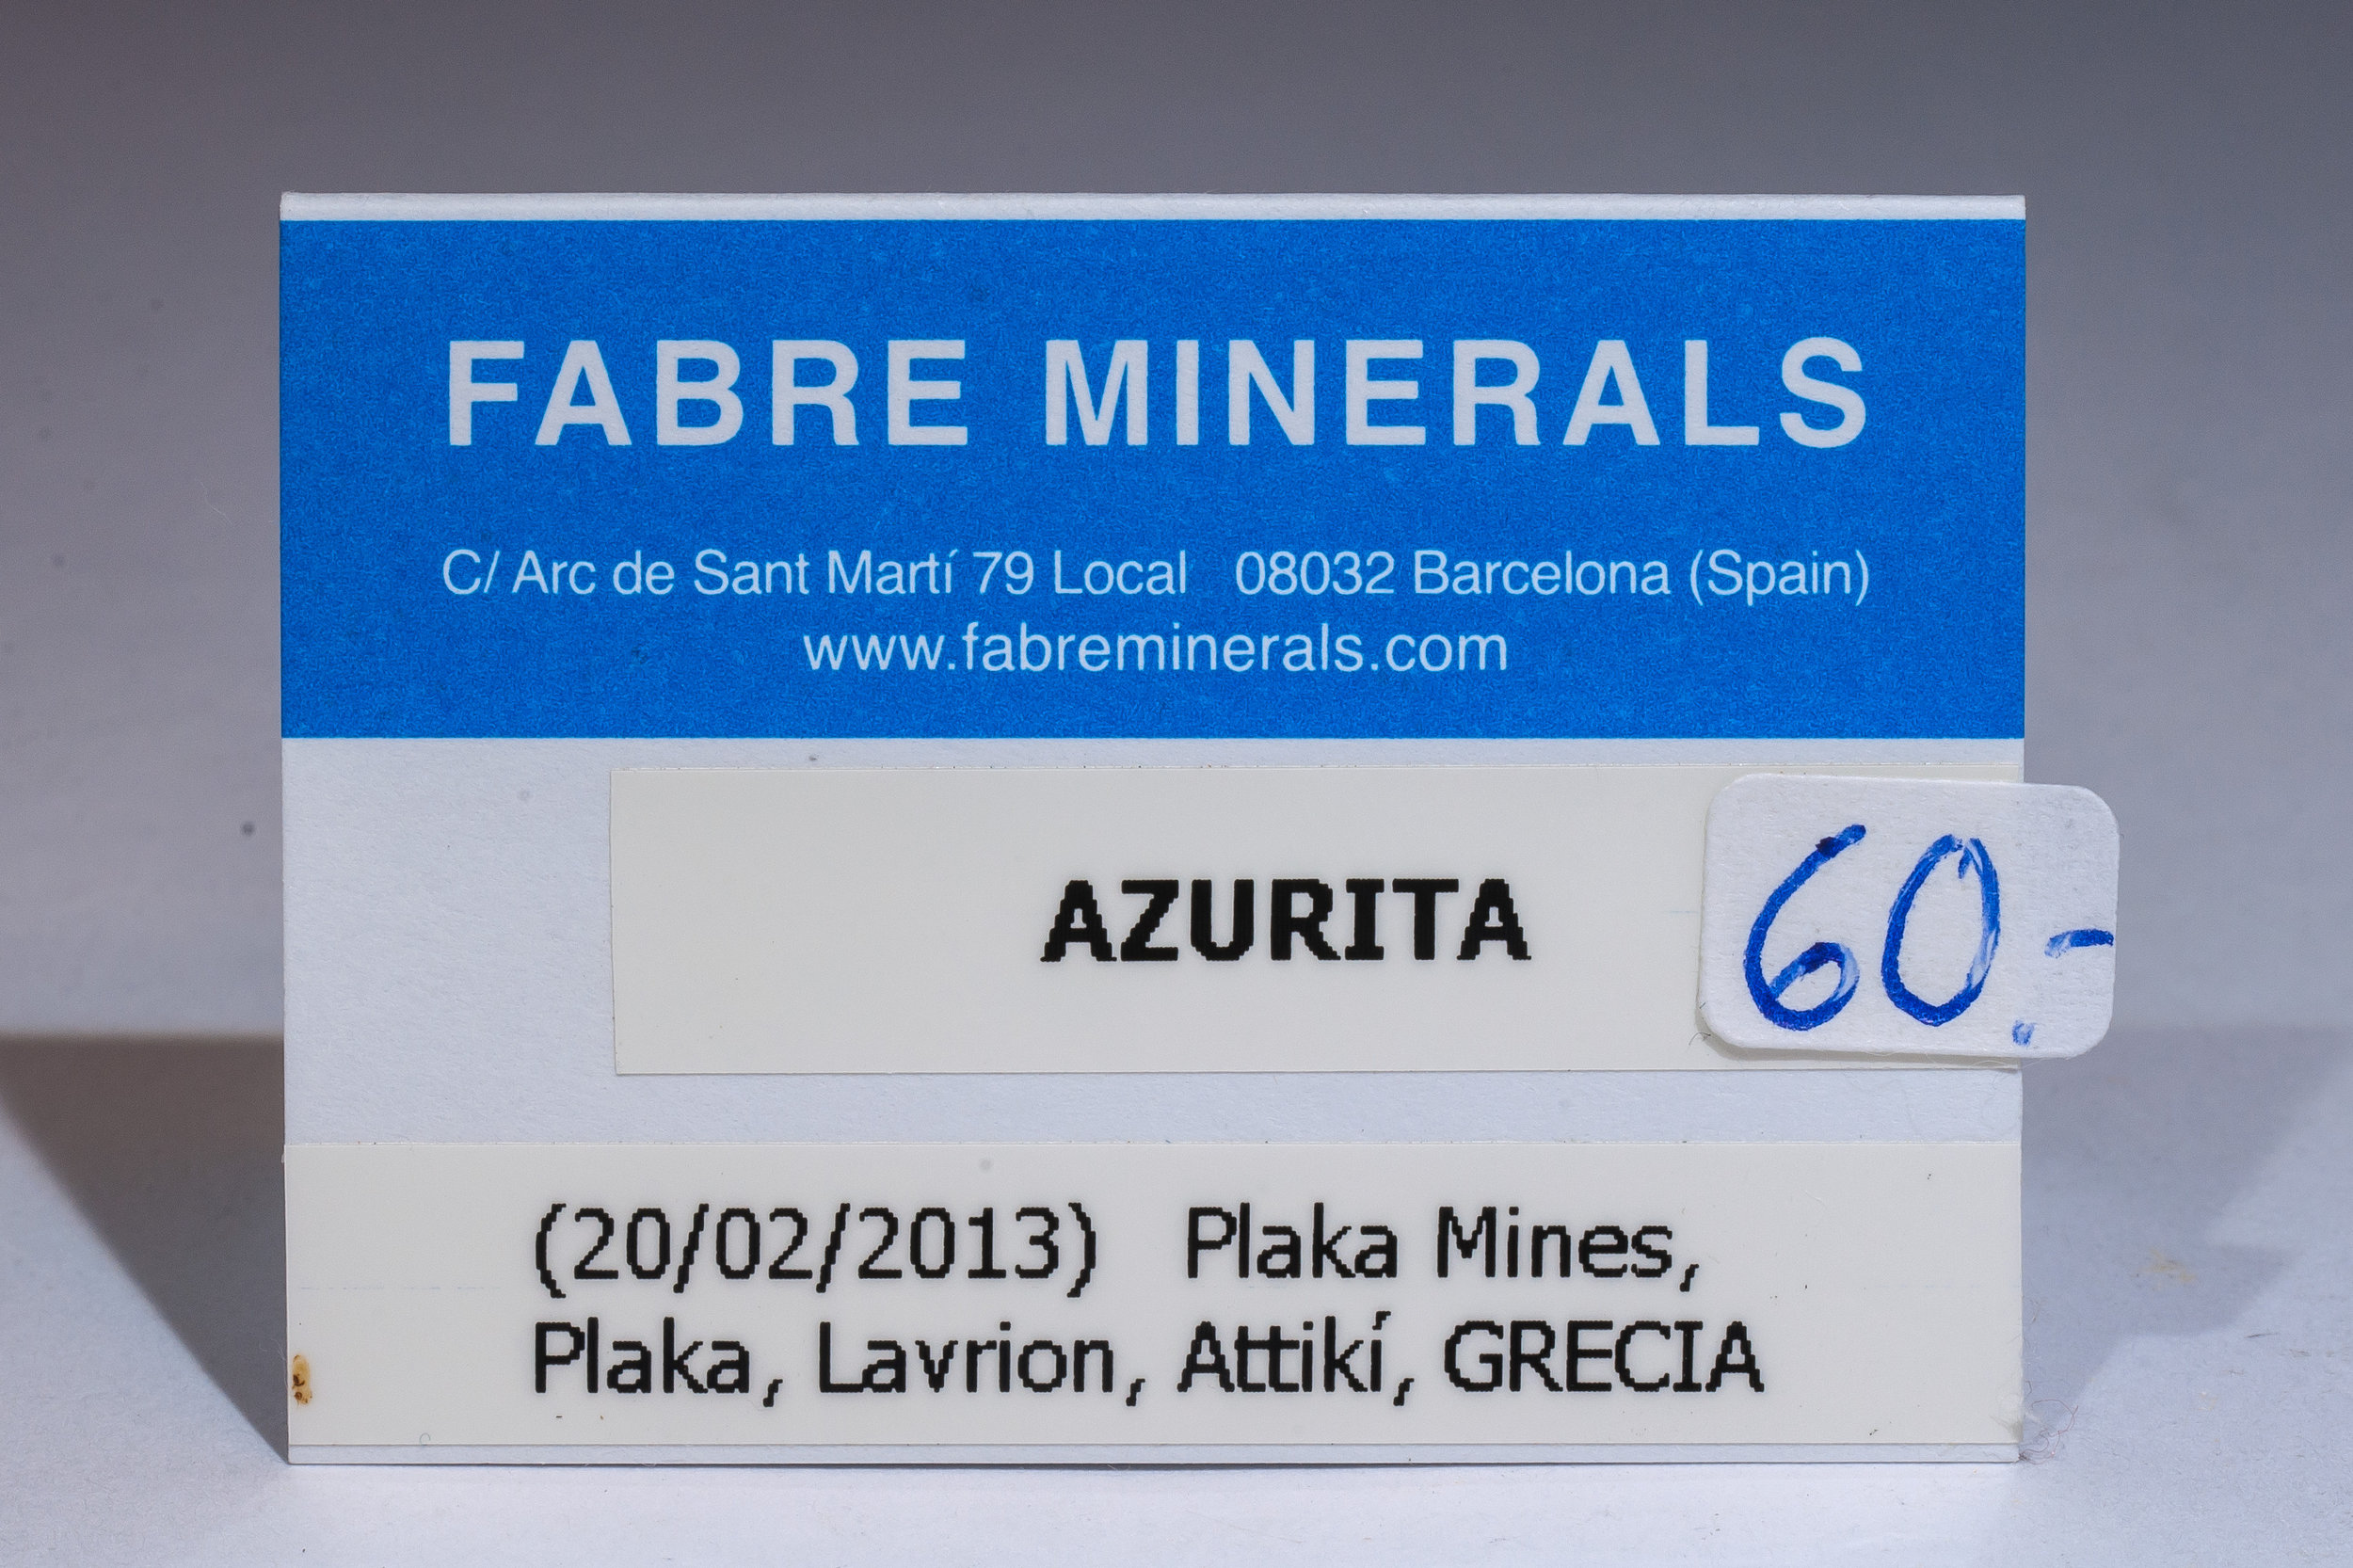 FABRE MINERALS
C/ Arc de Sant Martí 79 Local 08032 Barcelona (Spain)
www.fabreminerals.com
AZURITA
60.-
(20/02/2013) Plaka Mines,
Plaka, Lavrion, Attikí, GRECIA